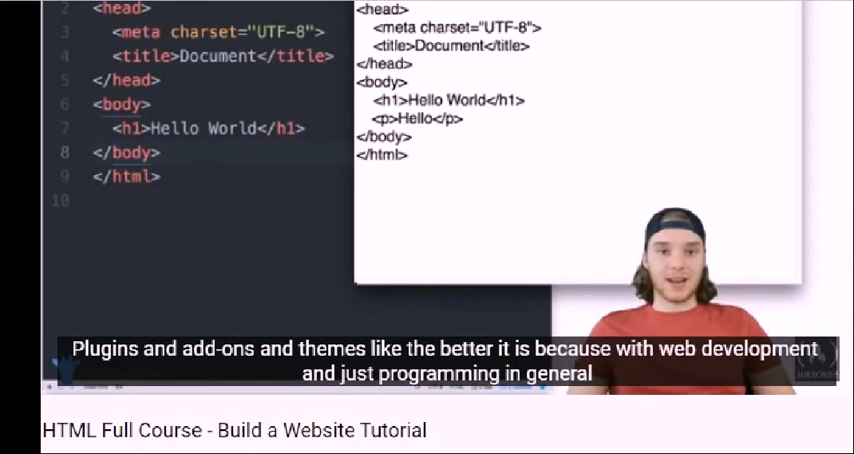 2 <head>
3 <meta charset="UTF-8">
4 <title>Document</title>
5 </head>
6 <body>
7 <h1>Hello World</h1>
8 </body>
9 </html>
10
<head>
<meta charset="UTF-8">
<title>Document</title>
</head>
<body>
<h1>Hello World</h1>
<p>Hello</p>
</body>
</html>
Plugins and add-ons and themes like the better it is because with web development
and just programming in general
SUBSCRIBE
HTML Full Course - Build a Website Tutorial